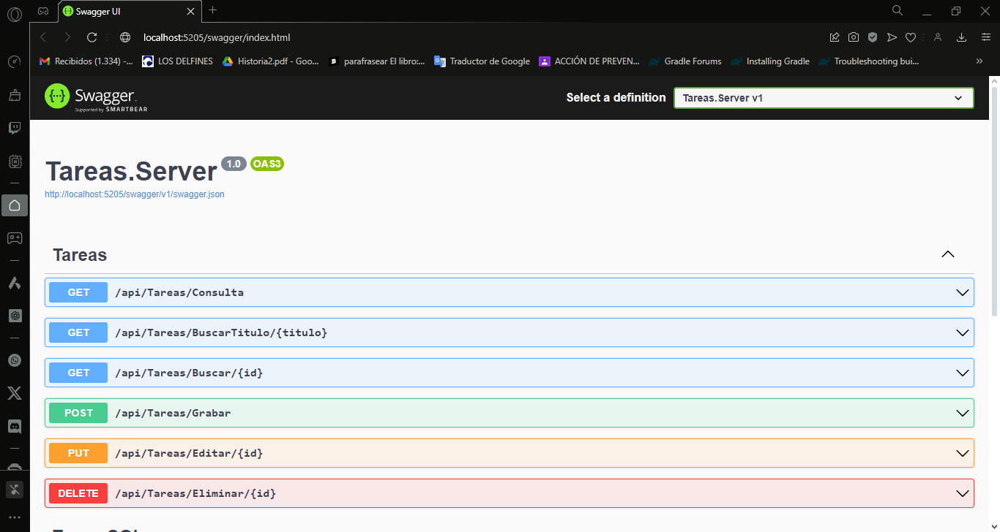 Swagger UI
localhost:5205/swagger/index.html
Recibidos (1.334) -...
LOS DELFINES
Historia2.pdf - Goo...
parafrasear El libro:...
Traductor de Google
ACCIÓN DE PREVEN...
Gradle Forums
Installing Gradle
Troubleshooting bui...
Swagger.
Supported by SMARTBEAR
Select a definition
Tareas.Server v1
Tareas.Server 1.0 OAS3
http://localhost:5205/swagger/v1/swagger.json
Tareas
GET /api/Tareas/Consulta
GET /api/Tareas/BuscarTitulo/{titulo}
GET /api/Tareas/Buscar/{id}
POST /api/Tareas/Grabar
PUT /api/Tareas/Editar/{id}
DELETE /api/Tareas/Eliminar/{id}